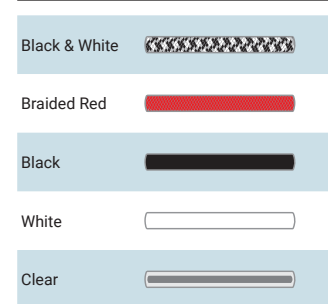 Black & White
Braided Red
Black
White
Clear